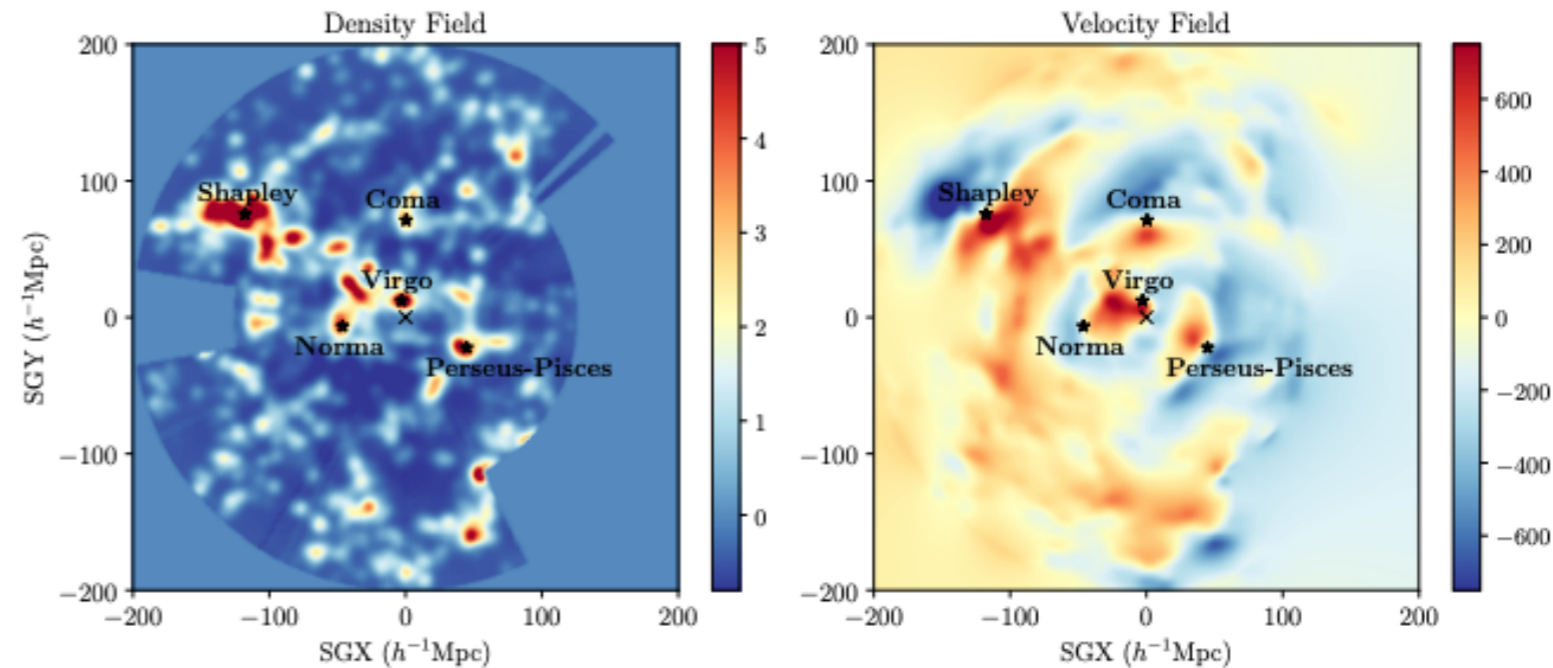 Density Field
200
100
0
−100
−200
−200
−100
0
100
200
SGY (h⁻¹Mpc)
SGX (h⁻¹Mpc)
Shapley
Coma
Virgo
Norma
Perseus-Pisces
5
4
3
2
1
0
Velocity Field
200
100
0
−100
−200
−200
−100
0
100
200
SGX (h⁻¹Mpc)
Shapley
Coma
Virgo
Norma
Perseus-Pisces
600
400
200
0
−200
−400
−600